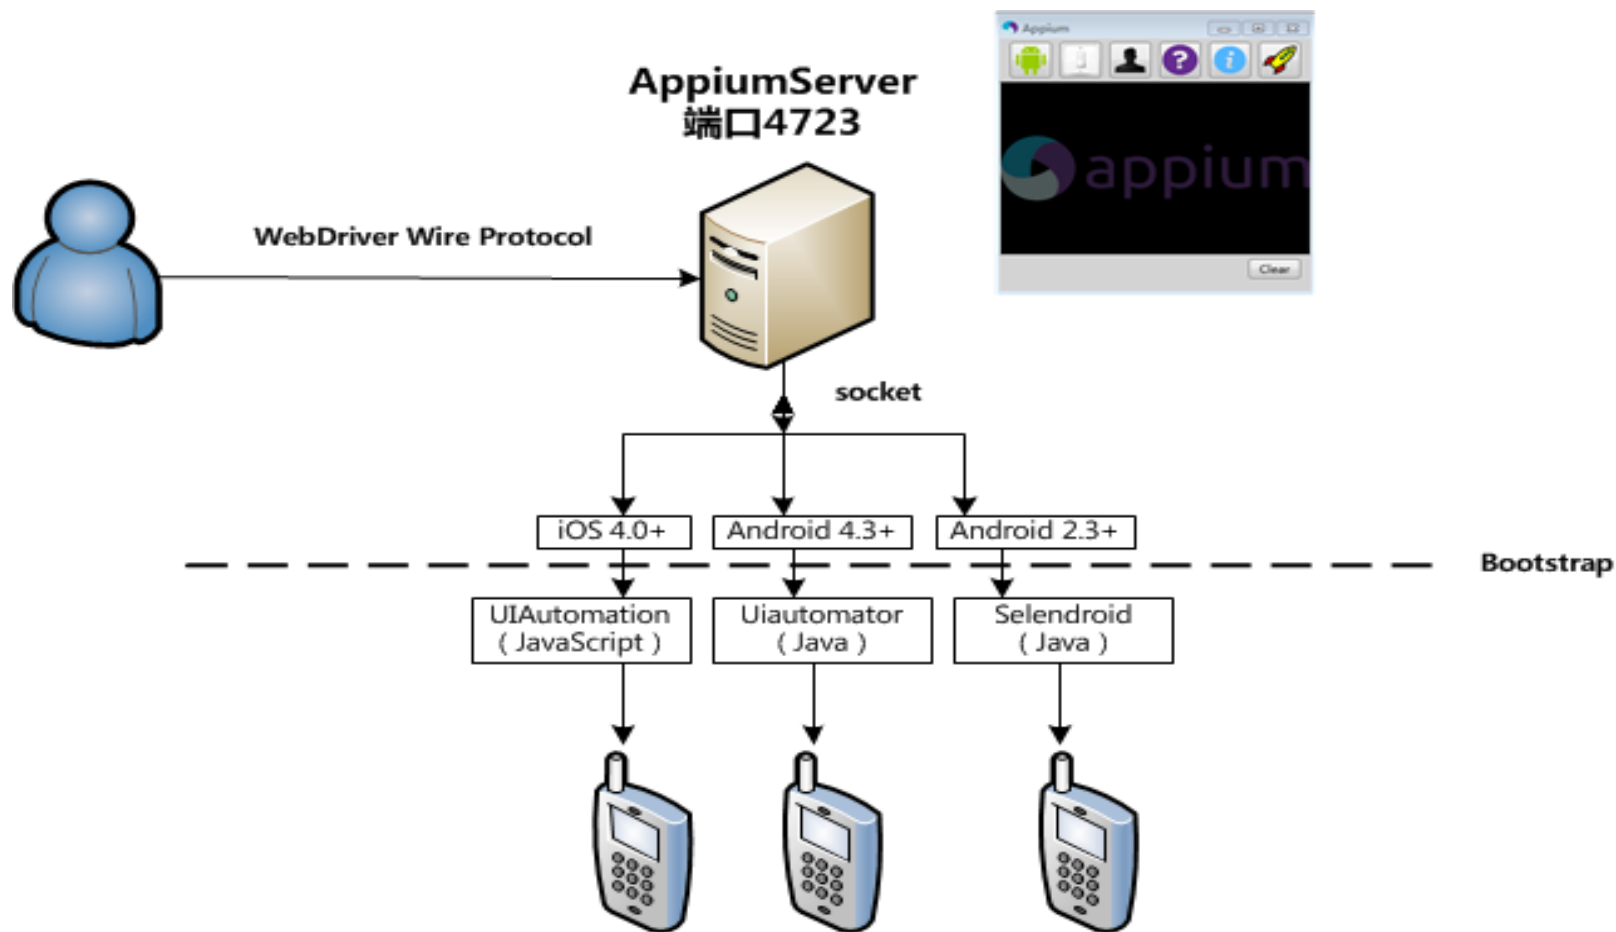 Appium
AppiumServer
端口4723
appium
WebDriver Wire Protocol
Clear
socket
iOS 4.0+
Android 4.3+
Android 2.3+
Bootstrap
UIAutomation
( JavaScript )
Uiautomator
( Java )
Selendroid
( Java )